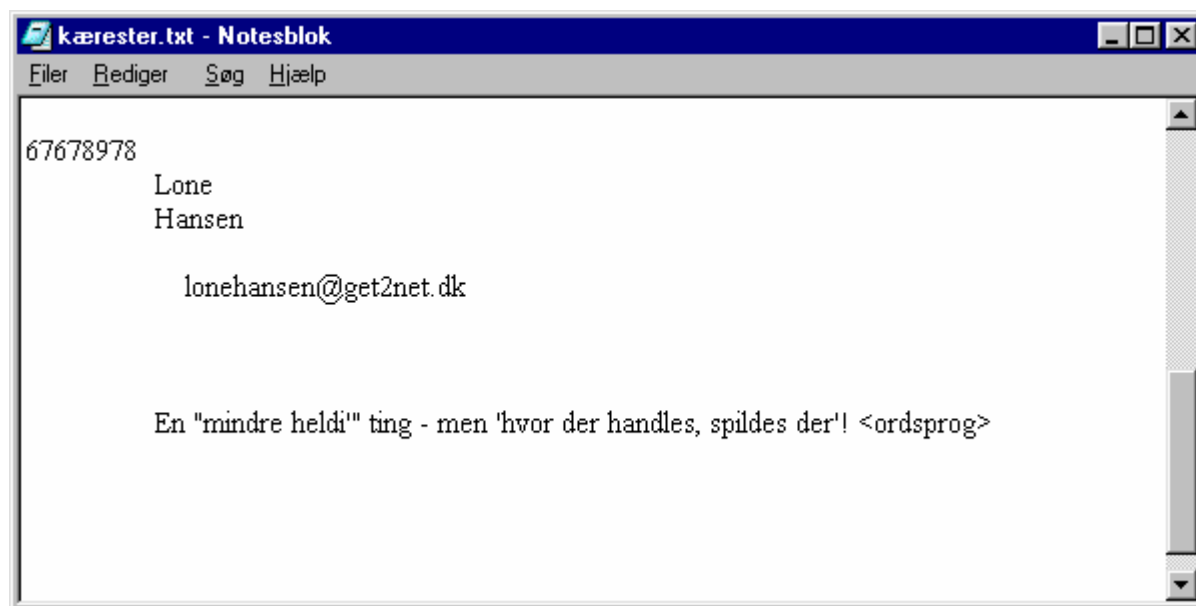 kærester.txt - Notesblok
Filer Rediger Søg Hjælp
67678978
Lone
Hansen
lonehansen@get2net.dk
En "mindre heldi'" ting - men 'hvor der handles, spildes der'! <ordsprog>